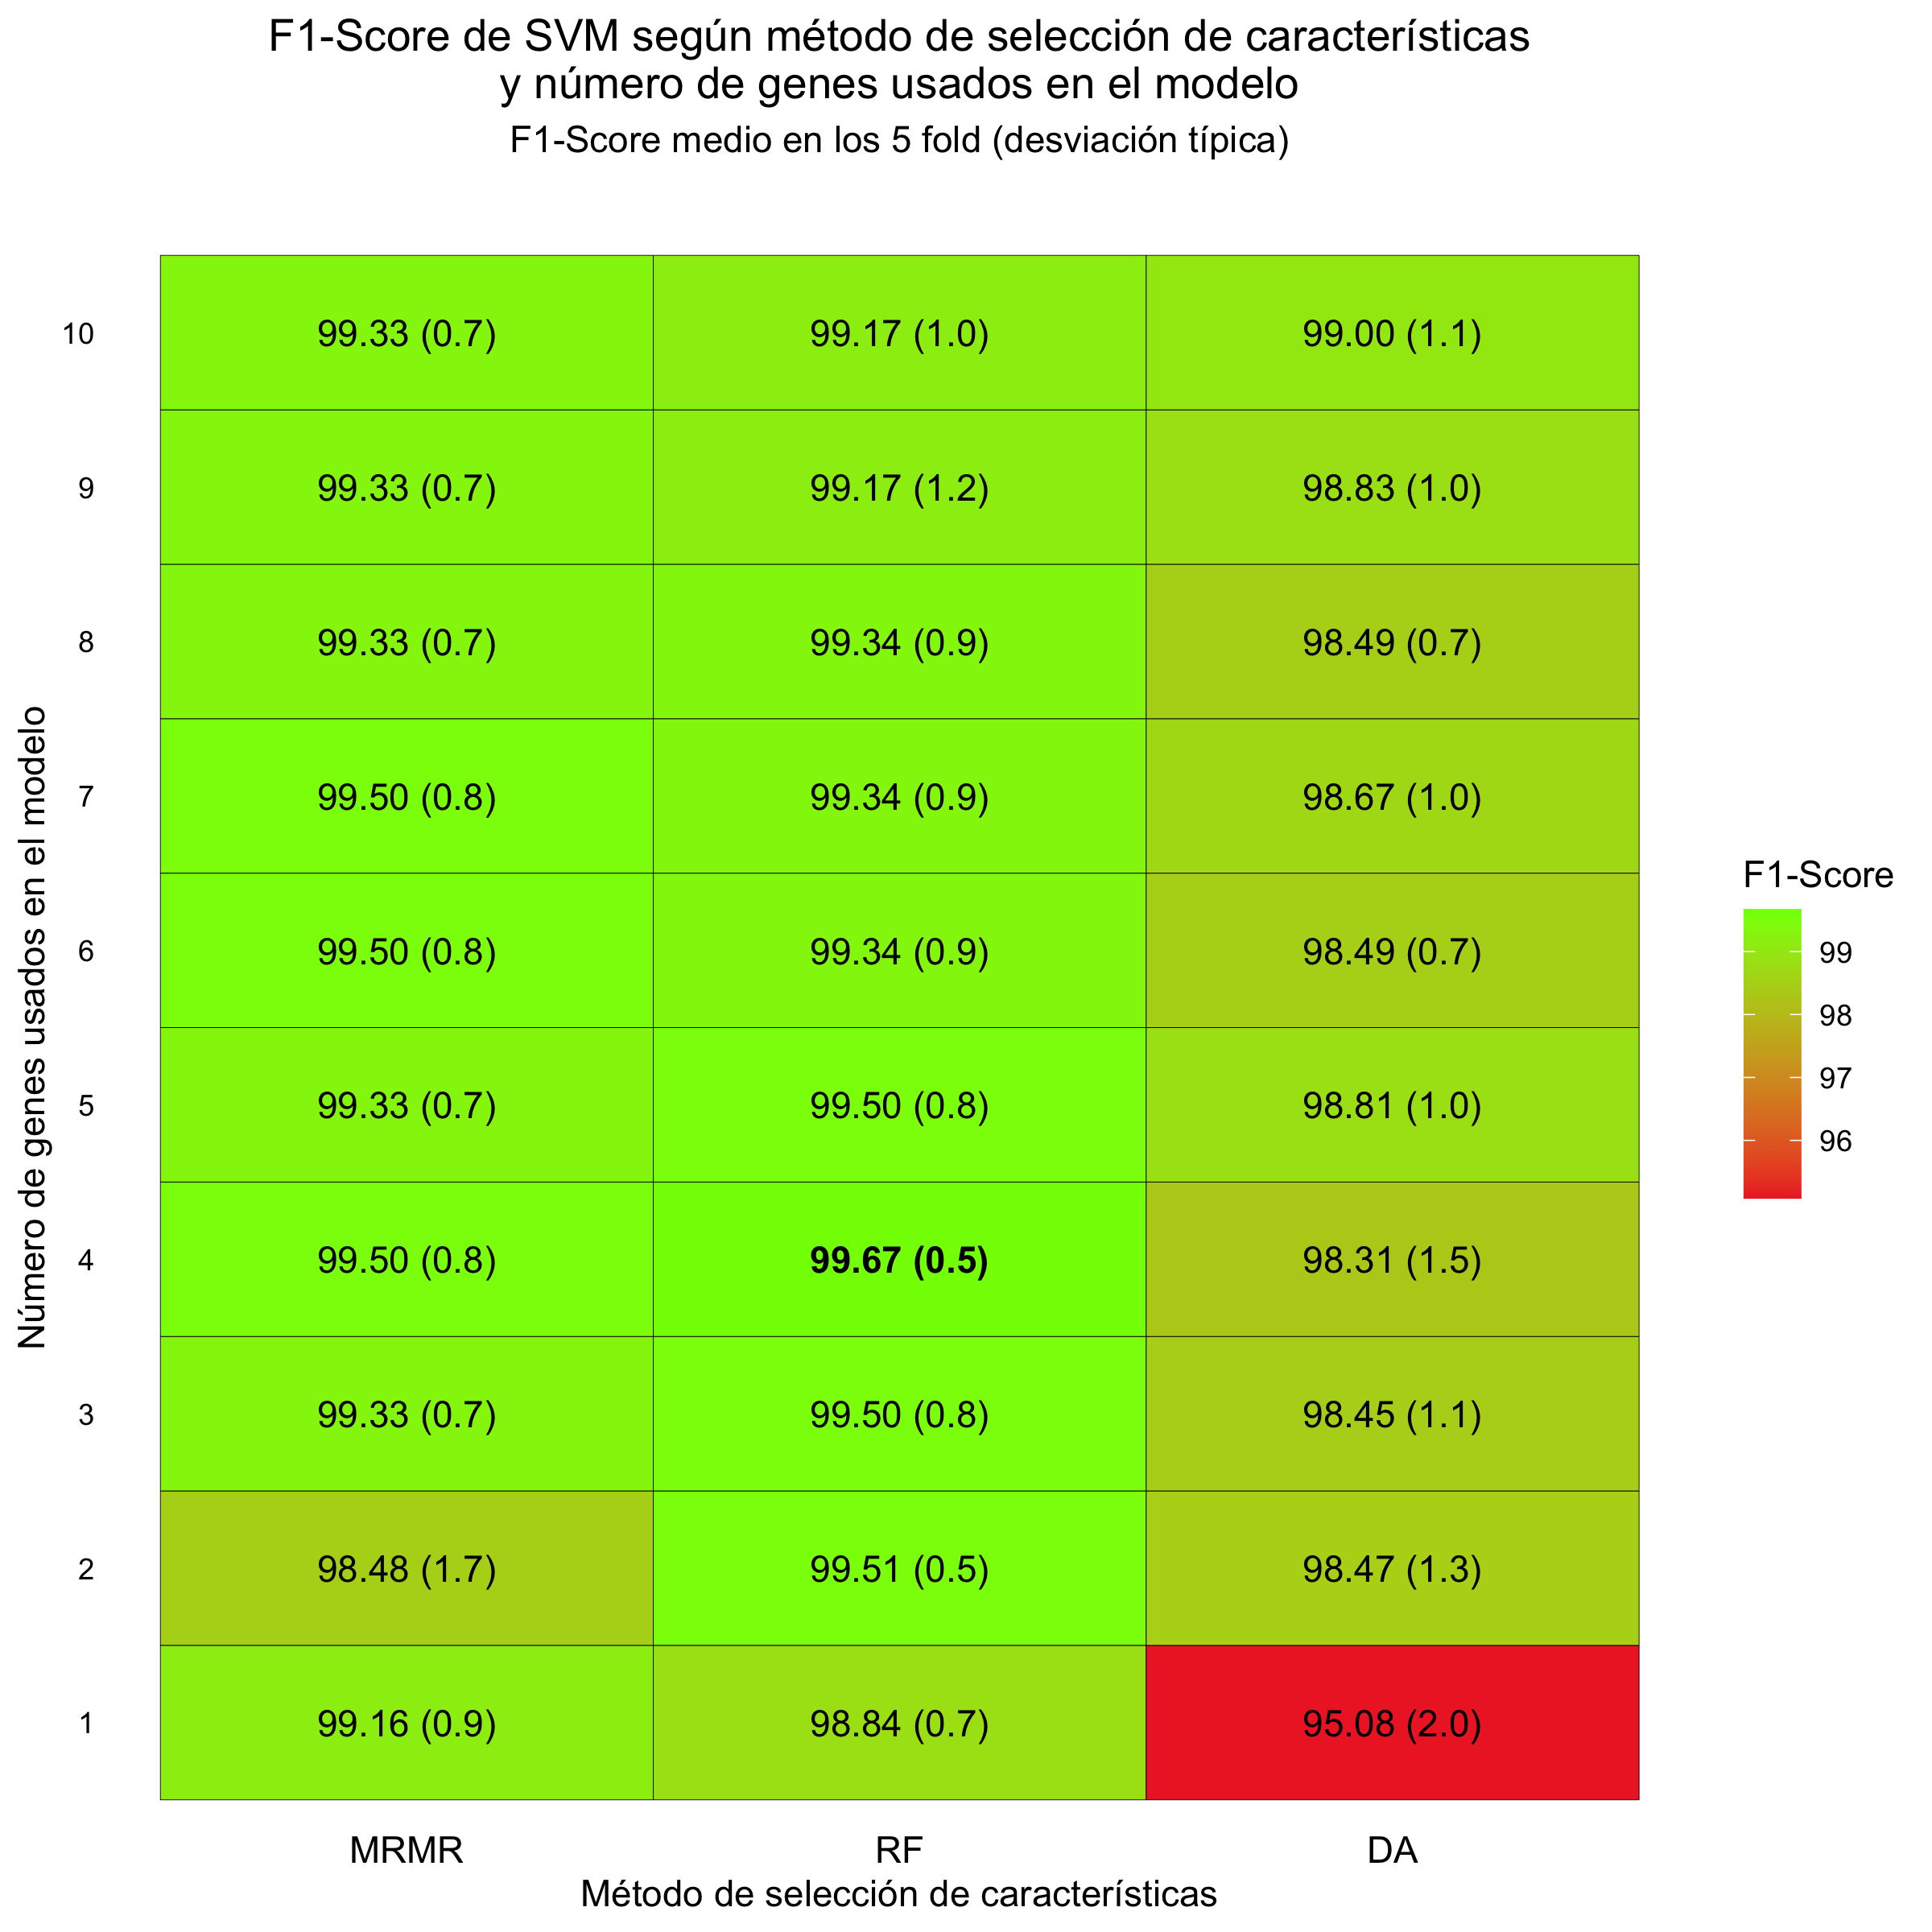 F1-Score de SVM según método de selección de características
y número de genes usados en el modelo
F1-Score medio en los 5 fold (desviación típica)
Número de genes usados en el modelo
10 99.33 (0.7) 99.17 (1.0) 99.00 (1.1)
9 99.33 (0.7) 99.17 (1.2) 98.83 (1.0)
8 99.33 (0.7) 99.34 (0.9) 98.49 (0.7)
7 99.50 (0.8) 99.34 (0.9) 98.67 (1.0)
6 99.50 (0.8) 99.34 (0.9) 98.49 (0.7)
5 99.33 (0.7) 99.50 (0.8) 98.81 (1.0)
4 99.50 (0.8) 99.67 (0.5) 98.31 (1.5)
3 99.33 (0.7) 99.50 (0.8) 98.45 (1.1)
2 98.48 (1.7) 99.51 (0.5) 98.47 (1.3)
1 99.16 (0.9) 98.84 (0.7) 95.08 (2.0)
MRMR RF DA
Método de selección de características
F1-Score
99
98
97
96